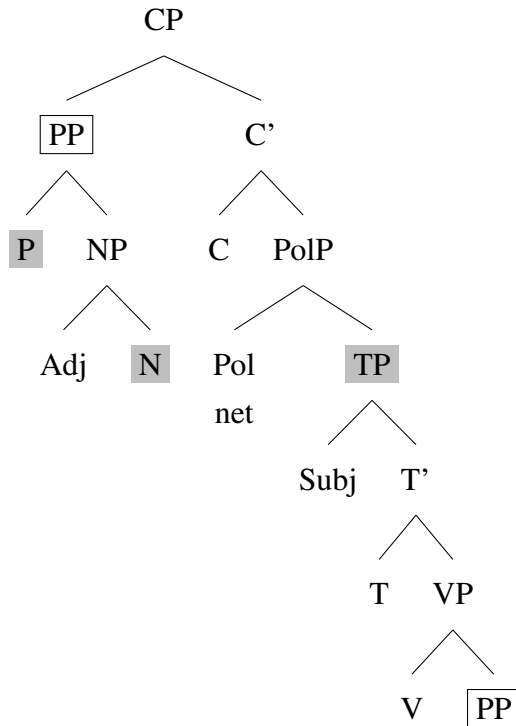 CP
PP C’
P NP C PolP
Adj N Pol TP
net
Subj T’
T VP
V PP